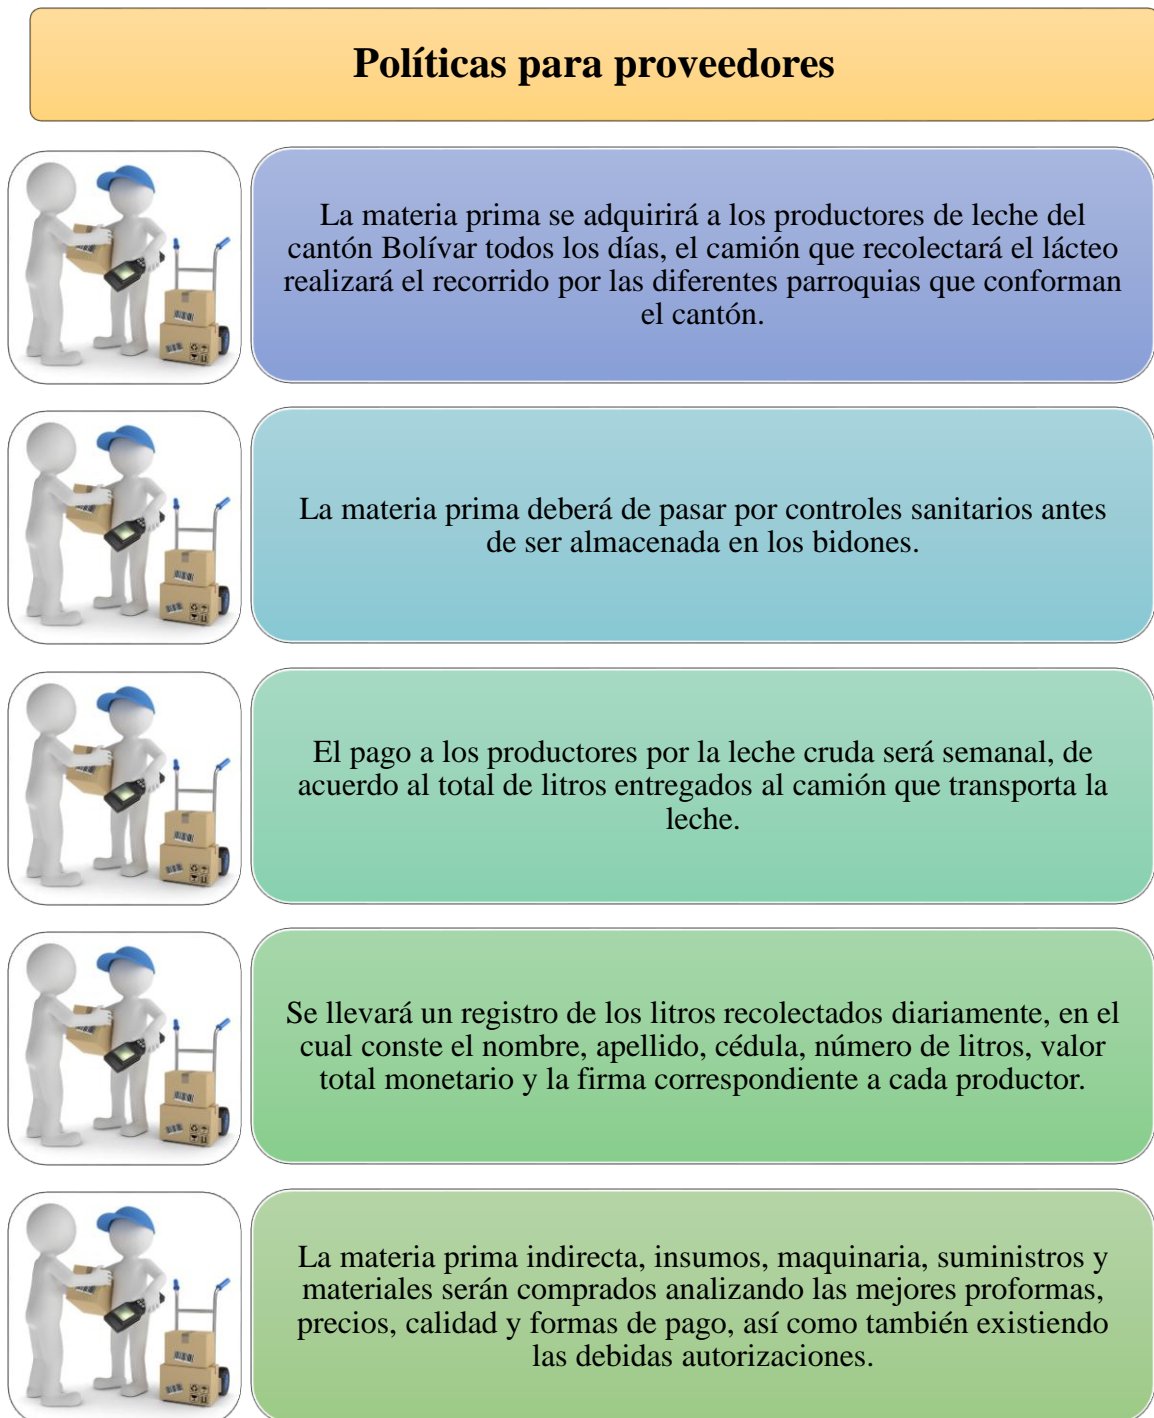 Políticas para proveedores
La materia prima se adquirirá a los productores de leche del
cantón Bolívar todos los días, el camión que recolectará el lácteo
realizará el recorrido por las diferentes parroquias que conforman
el cantón.
La materia prima deberá de pasar por controles sanitarios antes
de ser almacenada en los bidones.
El pago a los productores por la leche cruda será semanal, de
acuerdo al total de litros entregados al camión que transporta la
leche.
Se llevará un registro de los litros recolectados diariamente, en el
cual conste el nombre, apellido, cédula, número de litros, valor
total monetario y la firma correspondiente a cada productor.
La materia prima indirecta, insumos, maquinaria, suministros y
materiales serán comprados analizando las mejores proformas,
precios, calidad y formas de pago, así como también existiendo
las debidas autorizaciones.